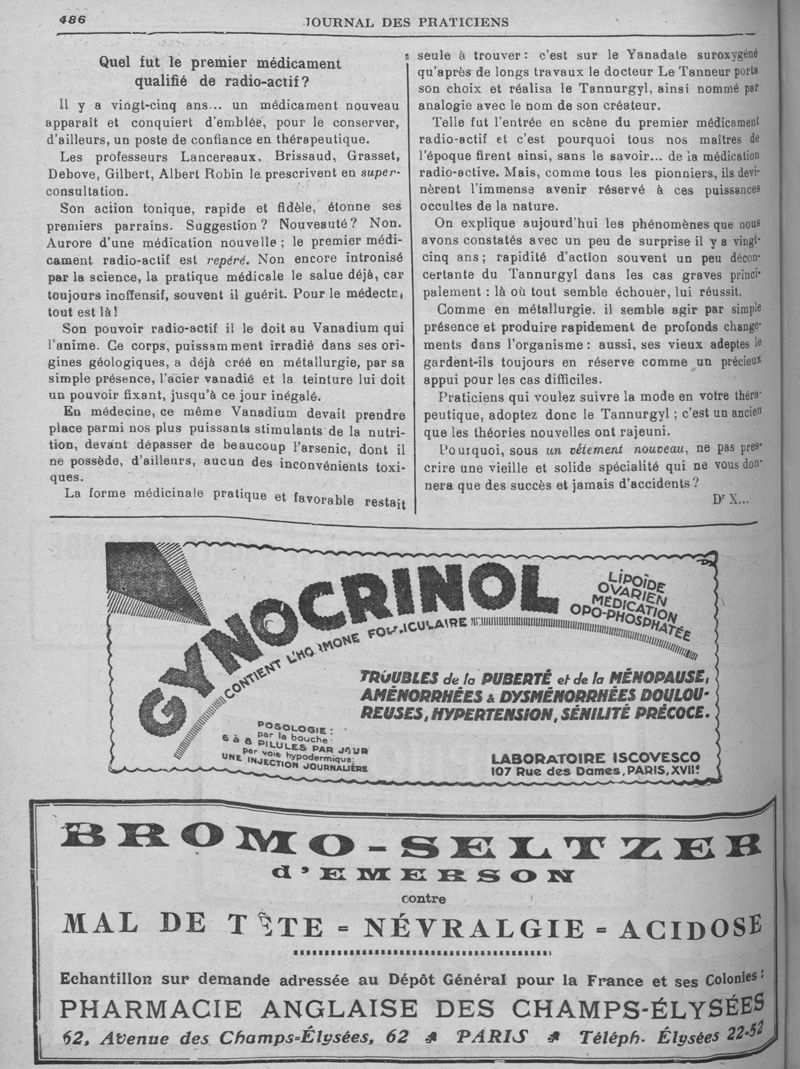 486
JOURNAL DES PRATICIENS
Quel fut le premier médicament
qualifié de radio-actif?
Il y a vingt-cinq ans... un médicament nouveau
apparaît et conquiert d'emblée, pour le conserver,
d'ailleurs, un poste de confiance en thérapeutique.
Les professeurs Lancereaux, Brissaud, Grasset,
Debove, Gilbert, Albert Robin le prescrivent en super-
consultation.
Son action tonique, rapide et fidèle, étonne ses
premiers parrains. Suggestion? Nouveauté? Non.
Aurore d'une médication nouvelle; le premier médi-
cament radio-actif est repéré. Non encore intronisé
par la science, la pratique médicale le salue déjà, car
toujours inoffensif, souvent il guérit. Pour le médecin,
tout est là!
Son pouvoir radio-actif il le doit au Vanadium qui
l'anime. Ce corps, puissamment irradié dans ses ori-
gines géologiques, a déjà créé en métallurgie, par sa
simple présence, l'acier vanadié et la teinture lui doit
un pouvoir fixant, jusqu'à ce jour inégalé.
En médecine, ce même Vanadium devait prendre
place parmi nos plus puissants stimulants de la nutri-
tion, devant dépasser de beaucoup l'arsenic, dont il
ne possède, d'ailleurs, aucun des inconvénients toxi-
ques.
La forme médicinale pratique et favorable restait
seule à trouver: c'est sur le Vanadate suroxygéné
qu'après de longs travaux le docteur Le Tanneur porta
son choix et réalisa le Tannurgyl, ainsi nommé par
analogie avec le nom de son créateur.
Telle fut l'entrée en scène du premier médicament
radio-actif et c'est pourquoi tous nos maîtres de
l'époque firent ainsi, sans le savoir... de la médication
radio-active. Mais, comme tous les pionniers, ils devi-
nèrent l'immense avenir réservé à ces puissances
occultes de la nature.
On explique aujourd'hui les phénomènes que nous
avons constatés avec un peu de surprise il y a vingt-
cinq ans; rapidité d'action souvent un peu décon-
certante du Tannurgyl dans les cas graves princi-
palement : là où tout semble échouer, lui réussit.
Comme en métallurgie. il semble agir par simple
présence et produire rapidement de profonds change-
ments dans l'organisme : aussi, ses vieux adeptes le
gardent-ils toujours en réserve comme un précieux
appui pour les cas difficiles.
Praticiens qui voulez suivre la mode en votre théra-
peutique, adoptez donc le Tannurgyl; c'est un ancien
que les théories nouvelles ont rajeuni.
Pourquoi, sous un vêtement nouveau, ne pas pres-
crire une vieille et solide spécialité qui ne vous don-
nera que des succès et jamais d'accidents?
Dr X...
GYNOCRINOL
CONTIENT L'HORMONE FOLLICULAIRE
LIPOÏDE
OVARIEN
MÉDICATION
OPO-PHOSPHATÉE
TROUBLES de la PUBERTÉ et de la MÉNOPAUSE,
AMÉNORRHÉES & DYSMÉNORRHÉES DOULOU-
REUSES, HYPERTENSION, SÉNILITÉ PRÉCOCE.
POSOLOGIE:
par la bouche:
6 à 8 PILULES PAR JOUR
par voie hypodermique:
UNE INJECTION JOURNALIÈRE
LABORATOIRE ISCOVESCO
107 Rue des Dames, PARIS, XVIIe
BROMO-SELTZER
d'EMERSON
contre
MAL DE TÊTE = NÉVRALGIE = ACIDOSE
Echantillon sur demande adressée au Dépôt Général pour la France et ses Colonies:
PHARMACIE ANGLAISE DES CHAMPS-ÉLYSÉES
62, Avenue des Champs=Élysées, 62 PARIS Téléph. Élysées 22-52